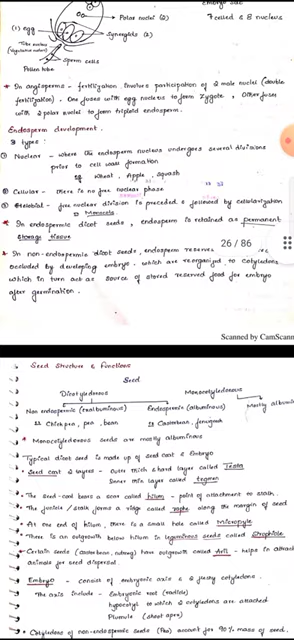 Embryo sac
7 celled & 8 nucleus
Polar nuclei (2)
(1) egg
Synergids (2)
Tube nucleus
(Vegetative nucleus)
Sperm cells
Pollen tube
* In angiosperms - fertilization involves participation of 2 male nuclei (double
fertilization). One fuses with egg nucleus to form Zygote, Other fuses
with 2 polar nuclei to form triploid endosperm.
Endosperm development.
3 types:
① Nuclear - where the endosperm nucleus undergoes several divisions
prior to cell wall formation
eg Wheat, Apple, Squash
② Cellular - there is no free nuclear phase
③ Helobial - free nuclear division is preceded & followed by cellularization
Monocots
* In endospermic dicot seeds, endosperm is retained as permanent
storage tissue
* In non-endospermic dicot seeds, endosperm reserves
26 / 86
occluded by developing embryo, which are reorganized to cotyledons
which in turn act as source of stored reserved food for embryo
after germination.
Scanned by CamScann
Seed Structure & Functions
Seed
Dicotyledonous
Monocotyledonous
Non endospermic (exalbuminous)
Endospermic (albuminous)
Mostly albumin
Chickpea, pea, bean
Castorbean, fenugreek
* Monocotyledonous seeds are mostly albuminous
Typical dicot seed is made up of seed coat & Embryo
Seed coat 2 layers - outer thick & hard layer called Testa
Inner thin layer called tegmen
The seed-coat bears a scar called hilum - point of attachment to stalk.
The funicle / stalk forms a ridge called raphe along the margin of seed
At one end of hilum, there is a small hole called Micropyle
There is an outgrowth below hilum in leguminous seeds called Strophiole
Certain seeds (castorbean, nutmeg) have outgrowth called Aril - helps in attract
animals for seed dispersal.
Embryo - consists of embryonic axis & 2 fleshy cotyledons.
The axis include - Embryonic root (radicle)
hypocotyl to which 2 cotyledons are attached
Plumule (shoot apex)
Cotyledons of non-endospermic seeds (Pea) account for 90% mass of seed.